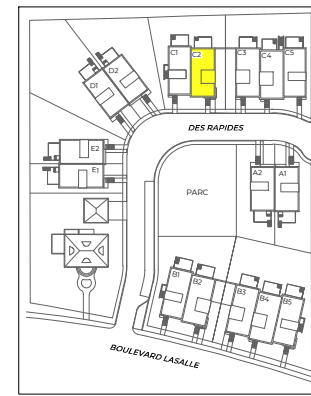 C1
C2
C3
C4
C5
D2
D1
DES RAPIDES
E2
E1
A2
A1
PARC
B1
B2
B3
B4
B5
BOULEVARD LASALLE